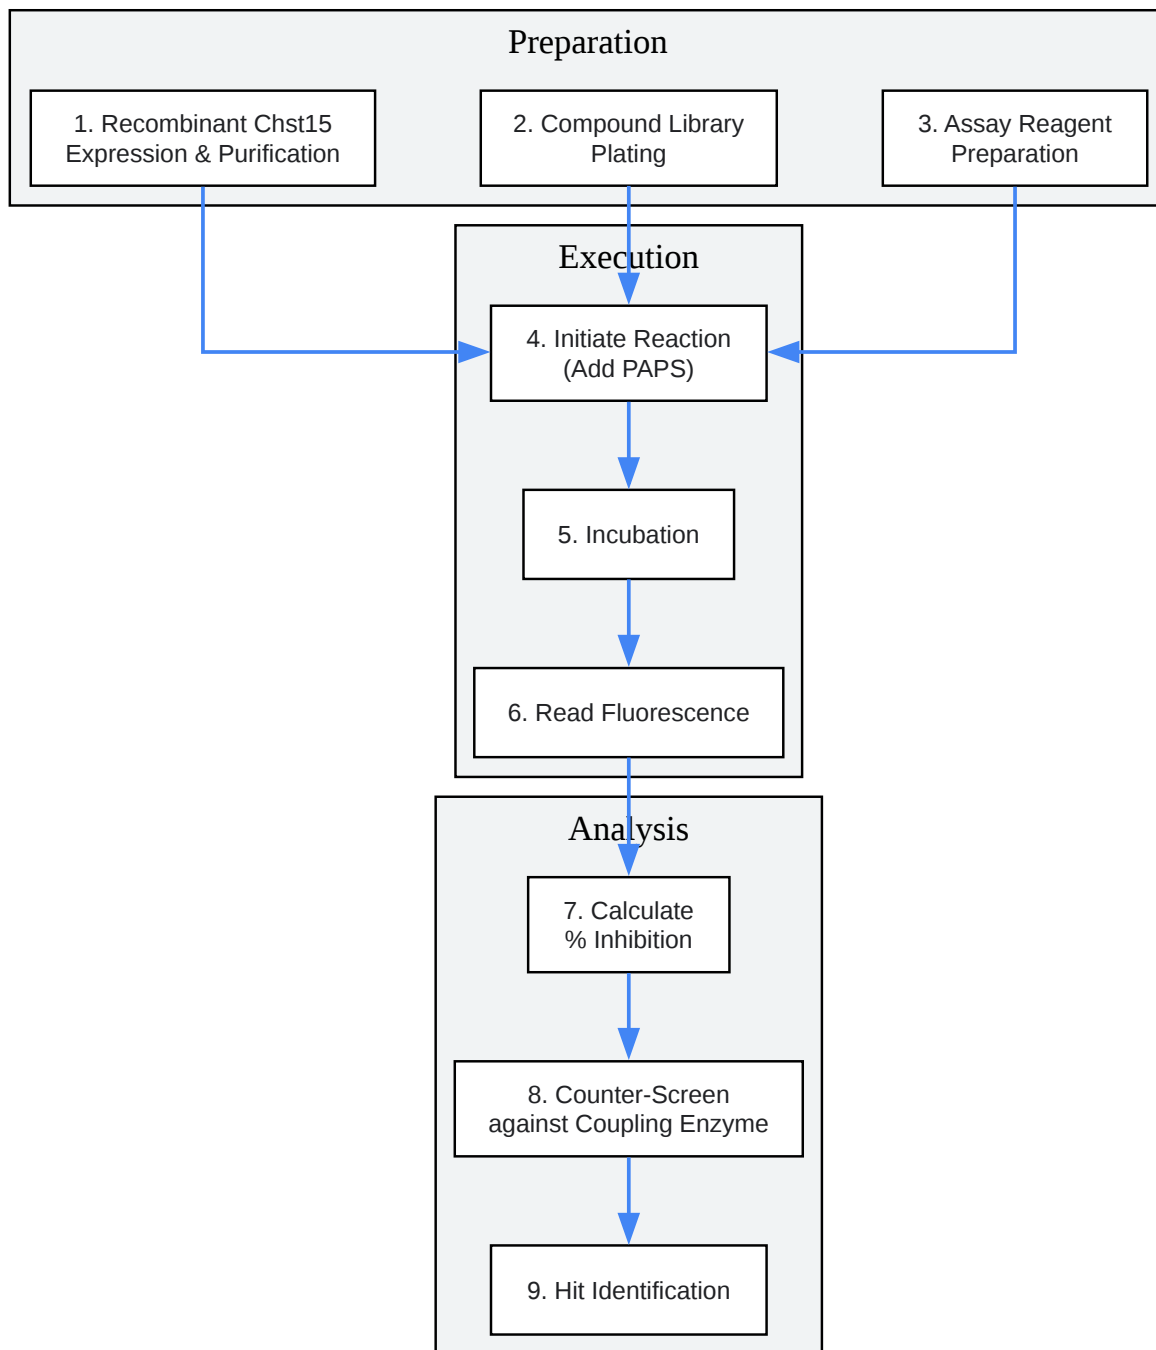 Preparation
1. Recombinant Chst15
Expression & Purification
2. Compound Library
Plating
3. Assay Reagent
Preparation
Execution
4. Initiate Reaction
(Add PAPS)
5. Incubation
6. Read Fluorescence
Analysis
7. Calculate
% Inhibition
8. Counter-Screen
against Coupling Enzyme
9. Hit Identification